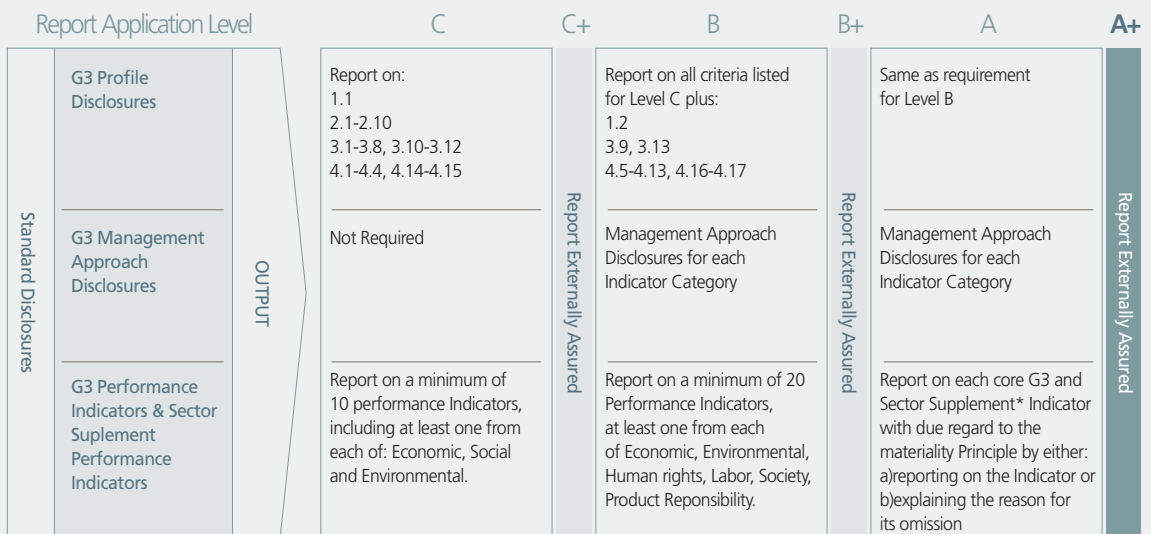 Report Application Level
C
C+
B
B+
A
A+
Standard Disclosures
G3 Profile
Disclosures
OUTPUT
Report on:
1.1
2.1-2.10
3.1-3.8, 3.10-3.12
4.1-4.4, 4.14-4.15
Report Externally Assured
Report on all criteria listed
for Level C plus:
1.2
3.9, 3.13
4.5-4.13, 4.16-4.17
Report Externally Assured
Same as requirement
for Level B
Report Externally Assured
G3 Management
Approach
Disclosures
Not Required
Management Approach
Disclosures for each
Indicator Category
Management Approach
Disclosures for each
Indicator Category
G3 Performance
Indicators & Sector
Suplement
Performance
Indicators
Report on a minimum of
10 performance Indicators,
including at least one from
each of: Economic, Social
and Environmental.
Report on a minimum of 20
Performance Indicators,
at least one from each
of Economic, Environmental,
Human rights, Labor, Society,
Product Reponsibility.
Report on each core G3 and
Sector Supplement* Indicator
with due regard to the
materiality Principle by either:
a)reporting on the Indicator or
b)explaining the reason for
its omission